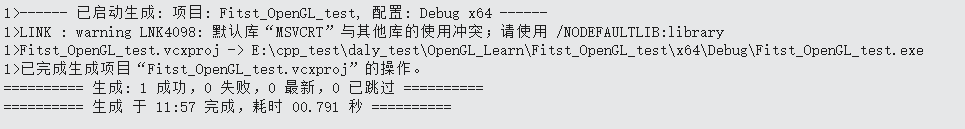 1>------ 已启动生成: 项目: Fitst_OpenGL_test, 配置: Debug x64 ------
1>LINK : warning LNK4098: 默认库“MSVCRT”与其他库的使用冲突；请使用 /NODEFAULTLIB:library
1>Fitst_OpenGL_test.vcxproj -> E:\cpp_test\daly_test\OpenGL_Learn\Fitst_OpenGL_test\x64\Debug\Fitst_OpenGL_test.exe
1>已完成生成项目“Fitst_OpenGL_test.vcxproj”的操作。
========== 生成: 1 成功，0 失败，0 最新，0 已跳过 ==========
========== 生成 于 11:57 完成，耗时 00.791 秒 ==========